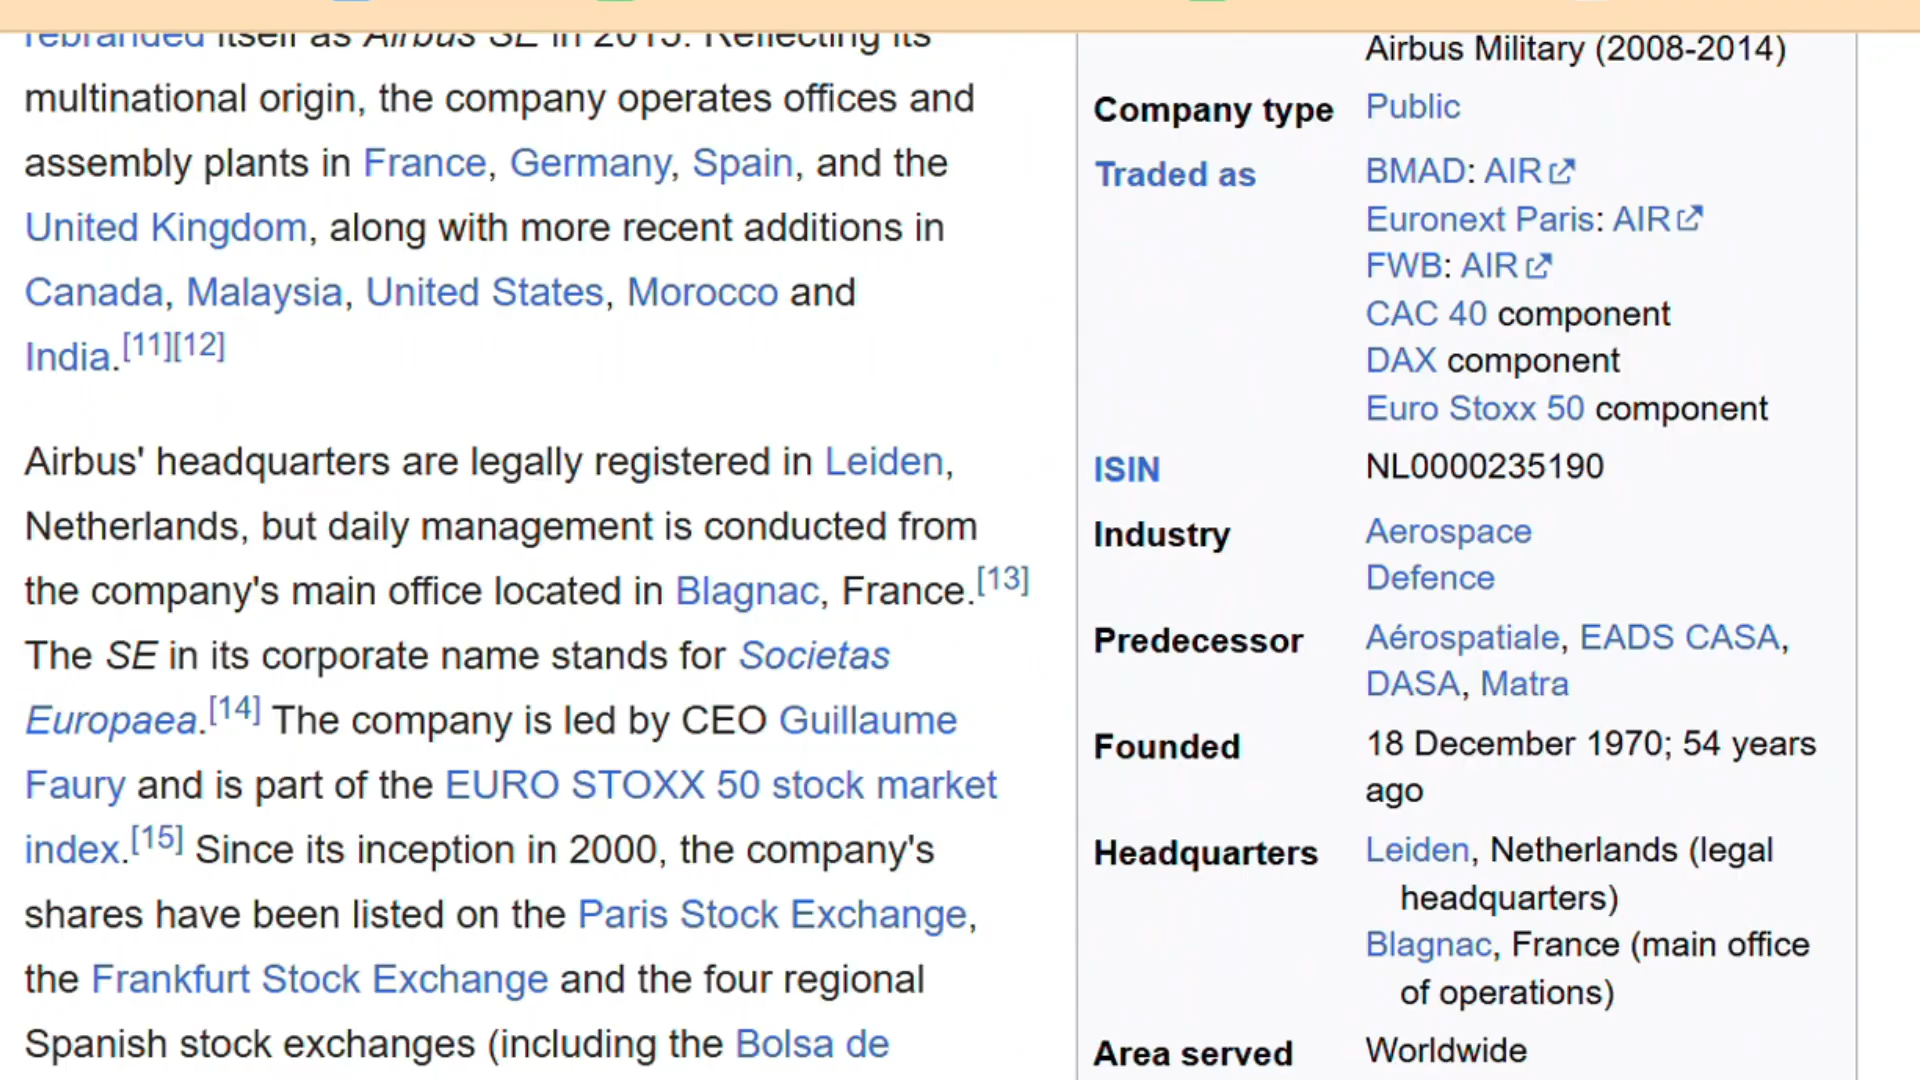 rebranded itself as Airbus SE in 2015. Reflecting its
multinational origin, the company operates offices and
assembly plants in France, Germany, Spain, and the
United Kingdom, along with more recent additions in
Canada, Malaysia, United States, Morocco and
India.[11][12]
Airbus' headquarters are legally registered in Leiden,
Netherlands, but daily management is conducted from
the company's main office located in Blagnac, France.[13]
The SE in its corporate name stands for Societas
Europaea.[14] The company is led by CEO Guillaume
Faury and is part of the EURO STOXX 50 stock market
index.[15] Since its inception in 2000, the company's
shares have been listed on the Paris Stock Exchange,
the Frankfurt Stock Exchange and the four regional
Spanish stock exchanges (including the Bolsa de
Airbus Military (2008-2014)
Company type Public
Traded as BMAD: AIR
Euronext Paris: AIR
FWB: AIR
CAC 40 component
DAX component
Euro Stoxx 50 component
ISIN NL0000235190
Industry Aerospace
Defence
Predecessor Aérospatiale, EADS CASA,
DASA, Matra
Founded 18 December 1970; 54 years
ago
Headquarters Leiden, Netherlands (legal
headquarters)
Blagnac, France (main office
of operations)
Area served Worldwide